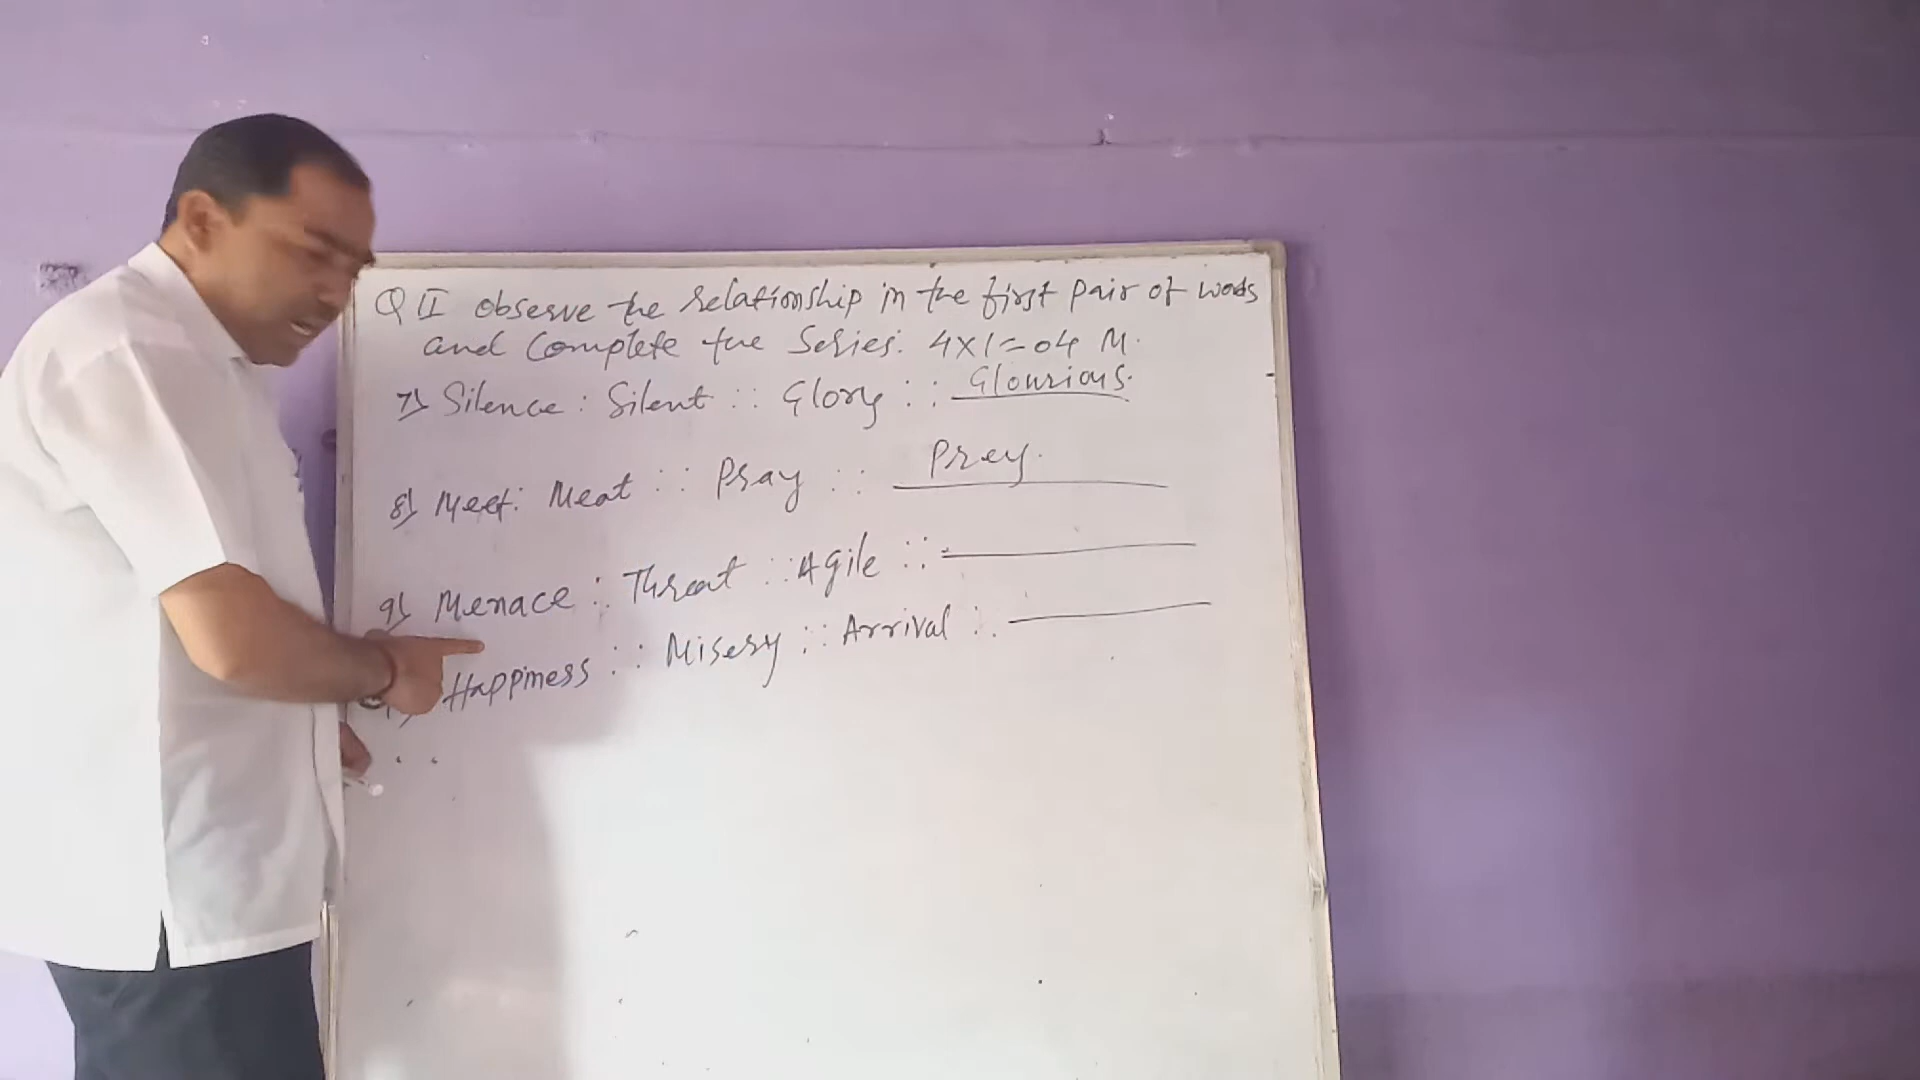 Q II observe the relationship in the first pair of words
and Complete the Series. 4x1=04 M.
7) Silence : Silent :: Glory :: Glourious.
8) Meet : Meat :: Pray :: Prey.
9) Menace : Threat :: Agile ::
Happiness :: Misery :: Arrival :.